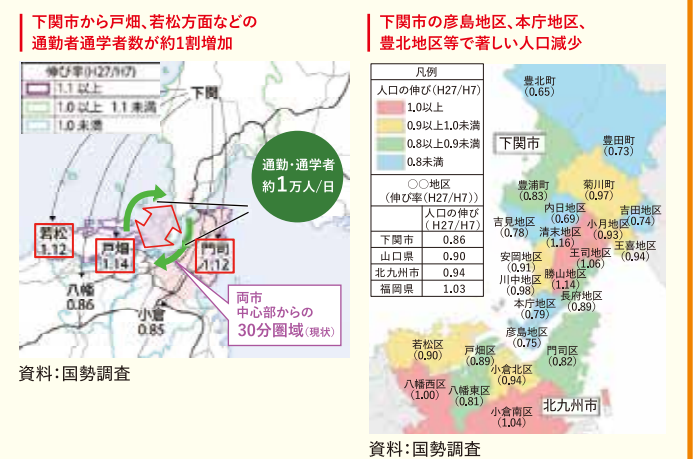 下関市から戸畑、若松方面などの
通勤者通学者数が約1割増加
伸び率(H27/H7)
1.1 以上
1.0 以上 1.1 未満
1.0 未満
下関
通勤・通学者
約1万人/日
若松
1.12
戸畑
1.14
門司
1.12
八幡
0.86
小倉
0.85
両市
中心部からの
30分圏域(現状)
資料:国勢調査
下関市の彦島地区、本庁地区、
豊北地区等で著しい人口減少
凡例
人口の伸び(H27/H7)
1.0以上
0.9以上1.0未満
0.8以上0.9未満
0.8未満
○○地区
(伸び率(H27/H7))
人口の伸び
(H27/H7)
下関市 0.86
山口県 0.90
北九州市 0.94
福岡県 1.03
下関市
豊北町
(0.65)
豊田町
(0.73)
豊浦町
(0.83)
菊川町
(0.97)
内日地区
(0.69)
吉田地区
(0.74)
吉見地区
(0.78)
清末地区
(1.16)
小月地区
(0.93)
王喜地区
(0.94)
安岡地区
(0.91)
王司地区
(1.06)
川中地区
(0.98)
勝山地区
(1.14)
長府地区
(0.89)
本庁地区
(0.79)
彦島地区
(0.75)
若松区
(0.90)
戸畑区
(0.89)
門司区
(0.82)
小倉北区
(0.94)
八幡西区
(1.00)
八幡東区
(0.81)
小倉南区
(1.04)
北九州市
資料:国勢調査